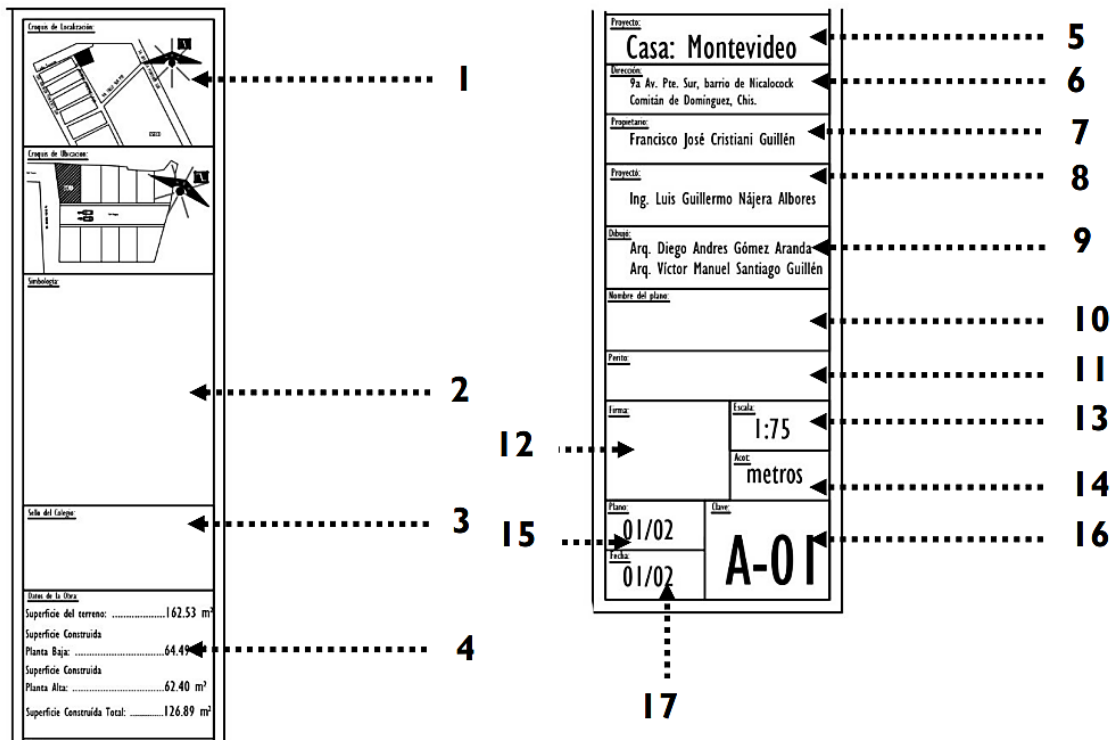 Croquis de Localización:
1
Croquis de Ubicacion:
Simbología:
2
Sello del Colegio:
3
Datos de la Obra:
Superficie del terreno: ....................162.53 m²
Superficie Construida
Planta Baja: ..............................64.49
4
Superficie Construida
Planta Alta: ..............................62.40 m²
Superficie Construída Total: ............126.89 m²
Proyecto:
Casa: Montevideo
5
Dirección:
9a Av. Pte. Sur, barrio de Nicalocock
Comitán de Domínguez, Chis.
6
Propietario:
Francisco José Cristiani Guillén
7
Proyectó:
Ing. Luis Guillermo Nájera Albores
8
Dibujó:
Arq. Diego Andres Gómez Aranda
Arq. Víctor Manuel Santiago Guillén
9
Nombre del plano:
10
Perito:
11
Firma:
12
Escala:
1:75
13
Acot:
metros
14
Plano:
01/02
15
Clave:
A-01
16
Fecha:
01/02
17